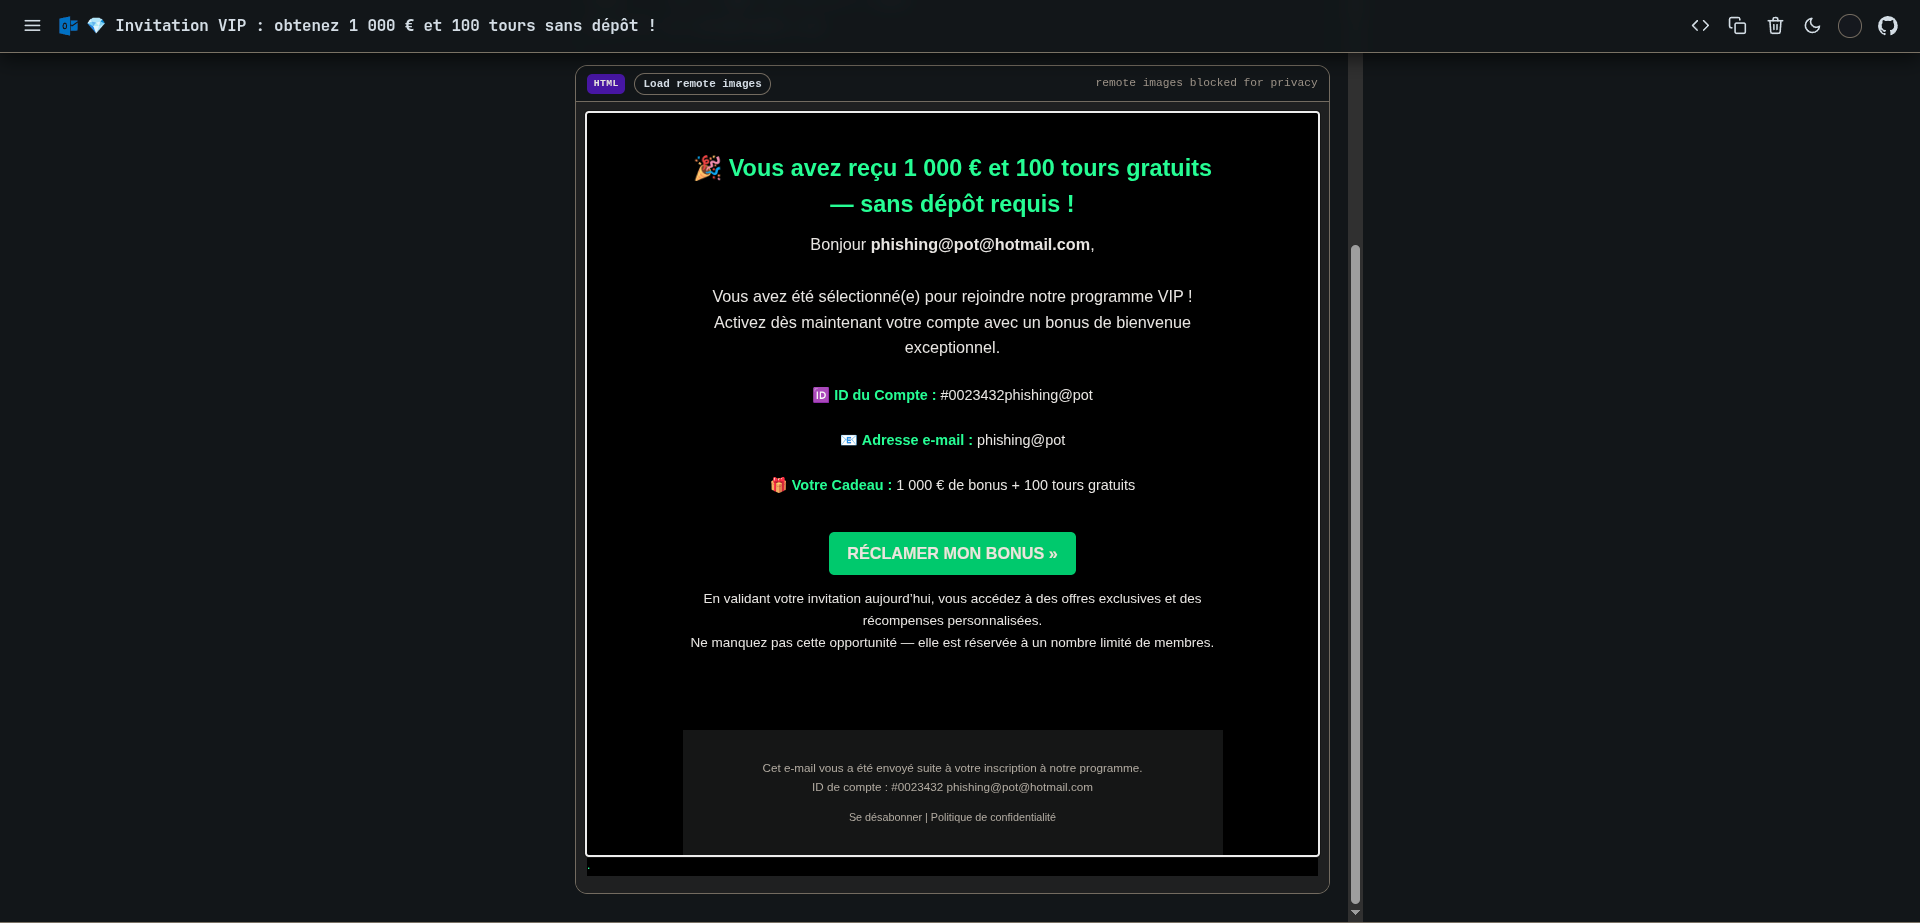 💎 Invitation VIP : obtenez 1 000 € et 100 tours sans dépôt !
HTML
Load remote images
remote images blocked for privacy
🎉 Vous avez reçu 1 000 € et 100 tours gratuits
— sans dépôt requis !
Bonjour phishing@pot@hotmail.com,
Vous avez été sélectionné(e) pour rejoindre notre programme VIP !
Activez dès maintenant votre compte avec un bonus de bienvenue
exceptionnel.
🆔 ID du Compte : #0023432phishing@pot
📧 Adresse e-mail : phishing@pot
🎁 Votre Cadeau : 1 000 € de bonus + 100 tours gratuits
RÉCLAMER MON BONUS »
En validant votre invitation aujourd’hui, vous accédez à des offres exclusives et des
récompenses personnalisées.
Ne manquez pas cette opportunité — elle est réservée à un nombre limité de membres.
Cet e-mail vous a été envoyé suite à votre inscription à notre programme.
ID de compte : #0023432 phishing@pot@hotmail.com
Se désabonner | Politique de confidentialité
.